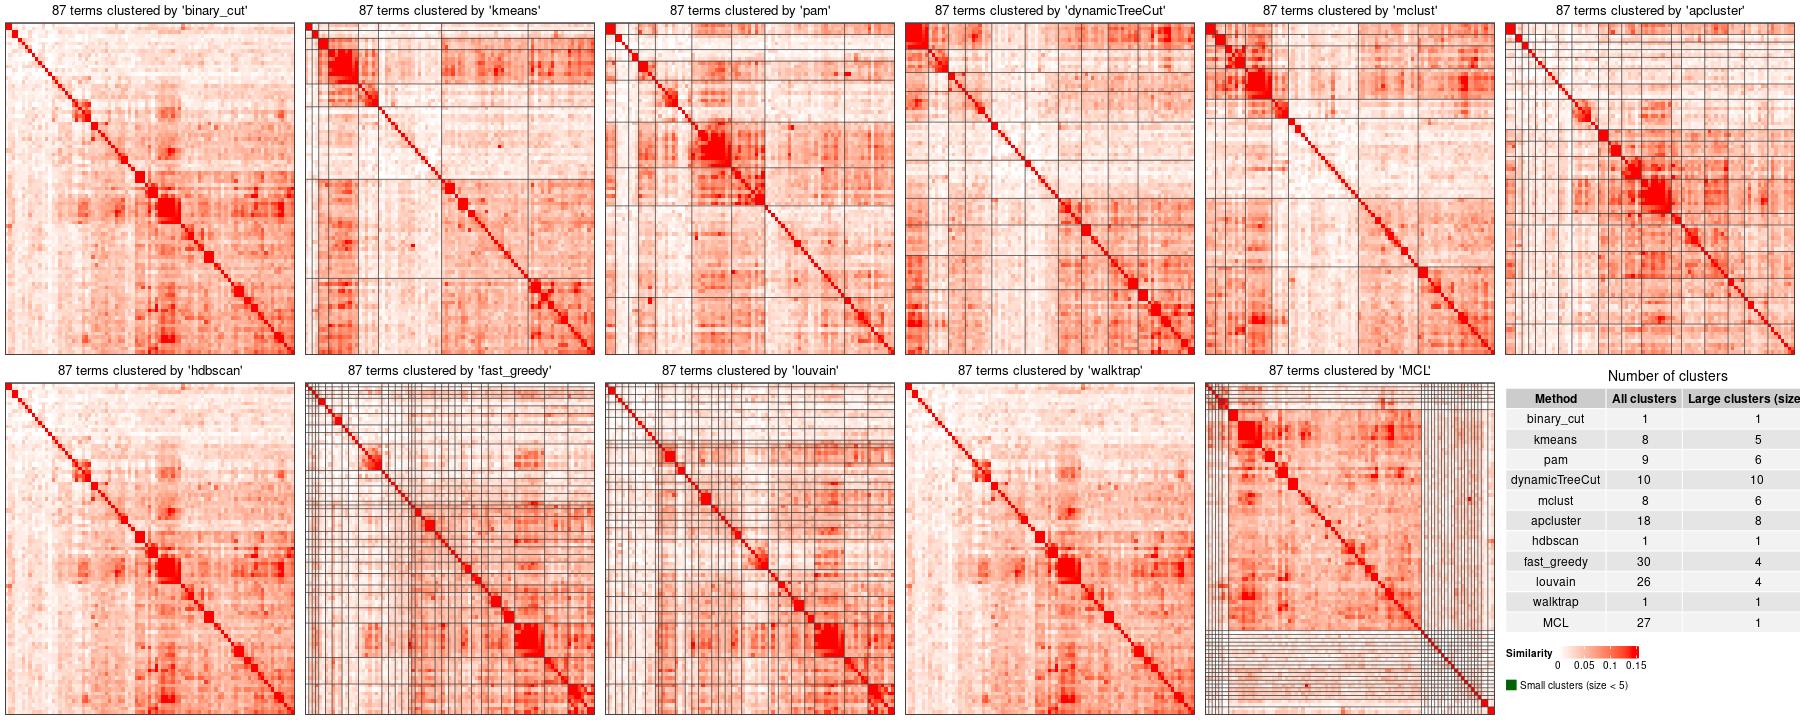 87 terms clustered by 'binary_cut'
87 terms clustered by 'kmeans'
87 terms clustered by 'pam'
87 terms clustered by 'dynamicTreeCut'
87 terms clustered by 'mclust'
87 terms clustered by 'apcluster'
87 terms clustered by 'hdbscan'
87 terms clustered by 'fast_greedy'
87 terms clustered by 'louvain'
87 terms clustered by 'walktrap'
87 terms clustered by 'MCL'
Number of clusters
Method All clusters Large clusters (size
binary_cut 1 1
kmeans 8 5
pam 9 6
dynamicTreeCut 10 10
mclust 8 6
apcluster 18 8
hdbscan 1 1
fast_greedy 30 4
louvain 26 4
walktrap 1 1
MCL 27 1
Similarity
0 0.05 0.1 0.15
Small clusters (size < 5)